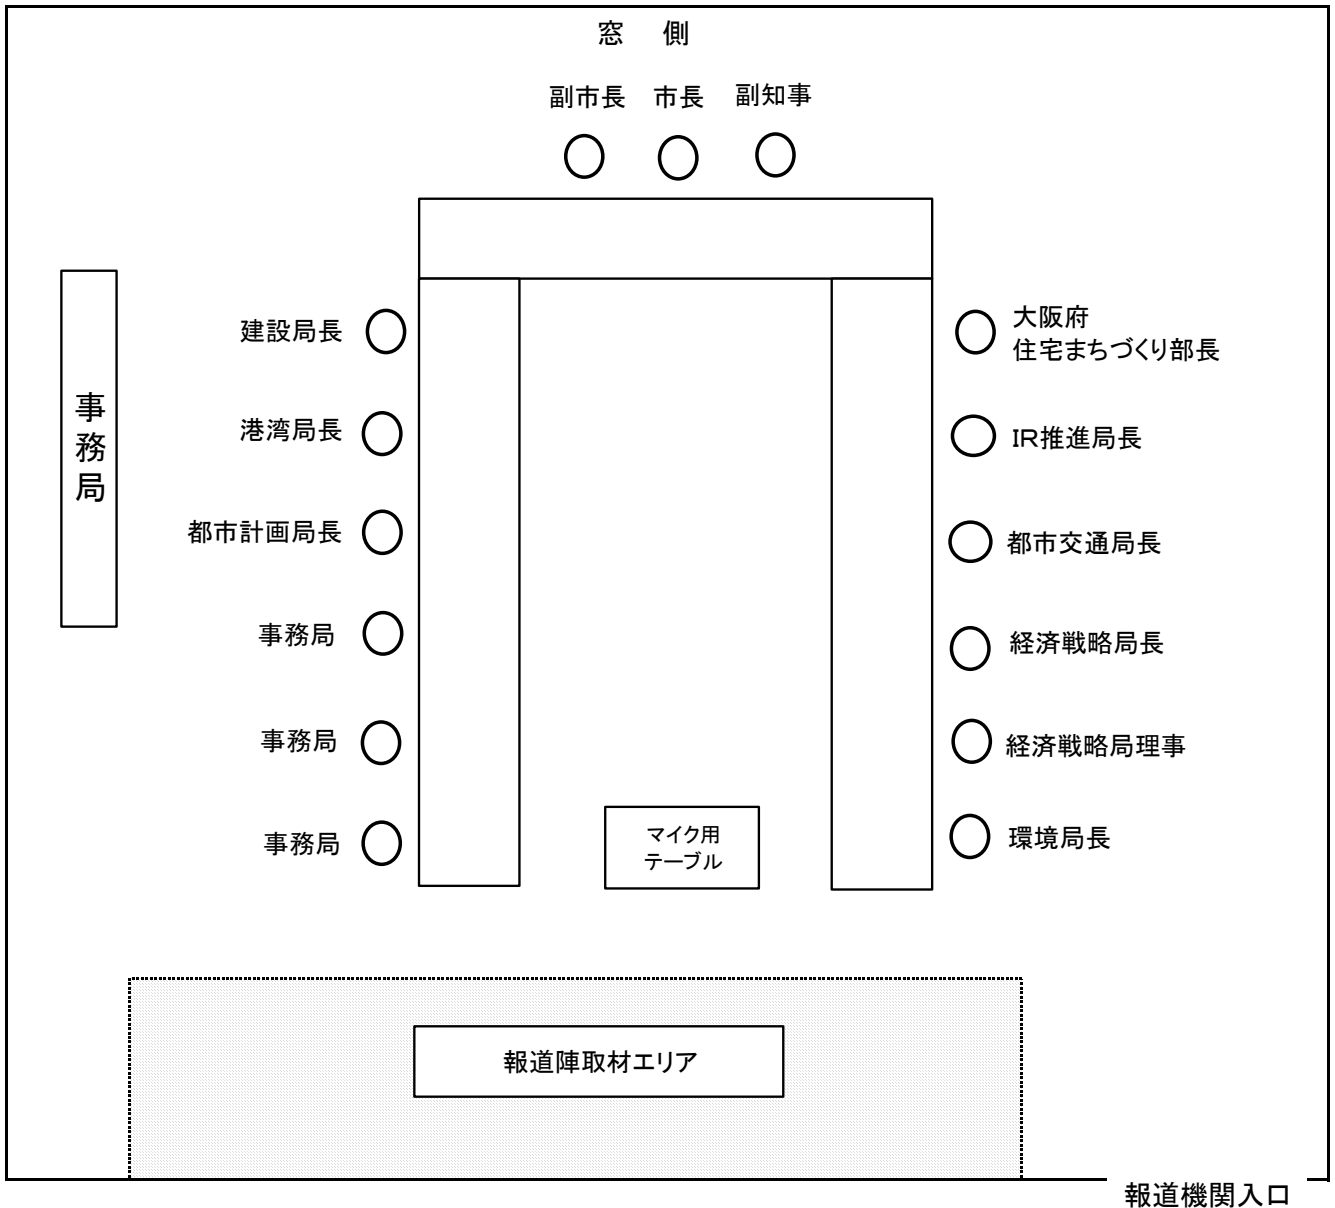 窓　側
副市長　市長　副知事
事務局
建設局長
港湾局長
都市計画局長
事務局
事務局
事務局
大阪府
住宅まちづくり部長
IR推進局長
都市交通局長
経済戦略局長
経済戦略局理事
環境局長
マイク用
テーブル
報道陣取材エリア
報道機関入口